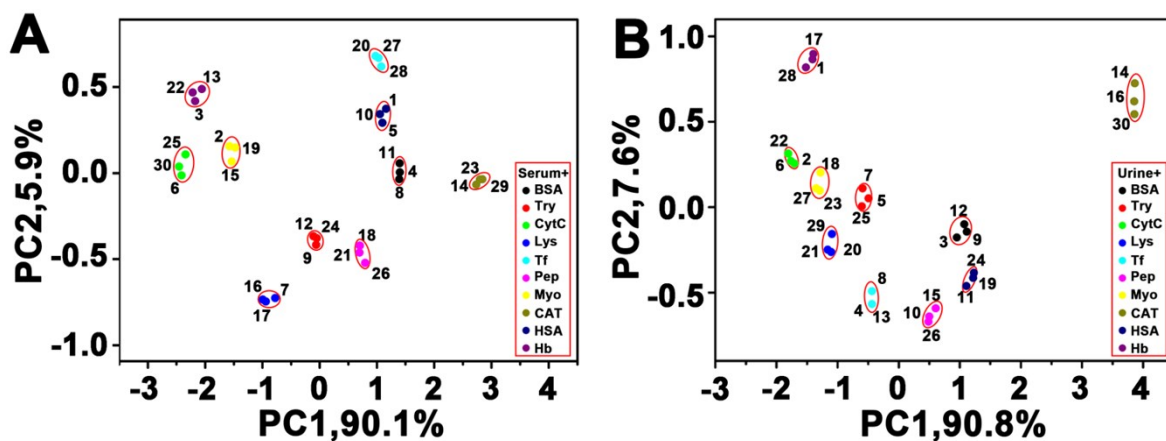 A
PC2,5.9%
0.5
0.0
-0.5
-1.0
-3 -2 -1 0 1 2 3 4
PC1,90.1%
20 27
28
22 13
3
1
10
5
25
30
6
2
19
15
11
4
8
23
14 29
12 24
9
18
21
26
16 7
17
Serum+
BSA
Try
CytC
Lys
Tf
Pep
Myo
CAT
HSA
Hb
B
PC2,7.6%
1.0
0.5
0.0
-0.5
-3 -2 -1 0 1 2 3 4
PC1,90.8%
17
28 1
14
16
30
22
2
6
18
27 23
7
5
25
12
3 9
29
21 20
24
19
11
8
4 13
15
10
26
Urine+
BSA
Try
CytC
Lys
Tf
Pep
Myo
CAT
HSA
Hb